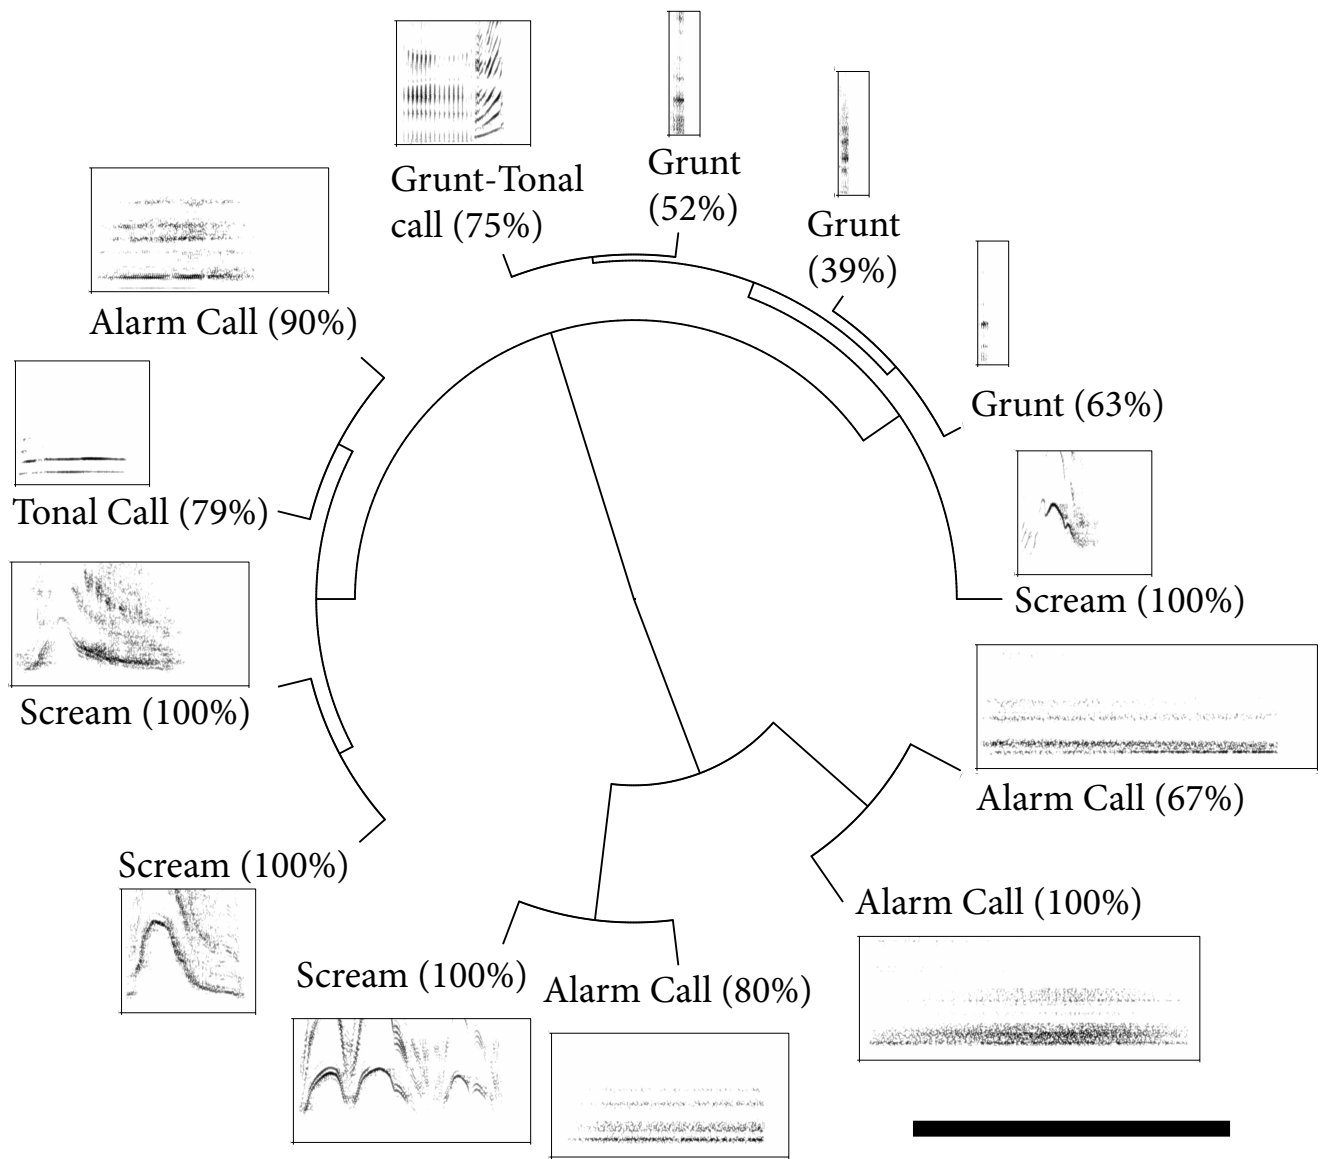 Grunt-Tonal
call (75%)
Grunt
(52%)
Grunt
(39%)
Alarm Call (90%)
Grunt (63%)
Tonal Call (79%)
Scream (100%)
Scream (100%)
Alarm Call (67%)
Scream (100%)
Alarm Call (100%)
Scream (100%)
Alarm Call (80%)